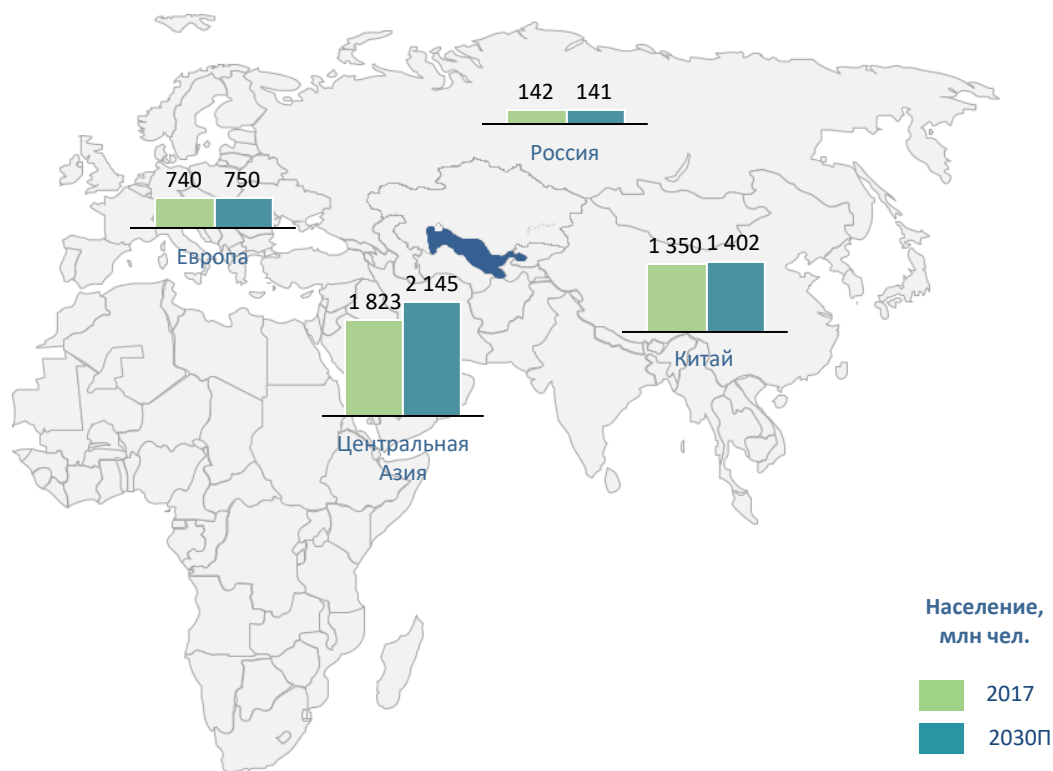 142 141
Россия
740 750
Европа
1 350 1 402
Китай
1 823 2 145
Центральная
Азия
Население,
млн чел.
2017
2030П